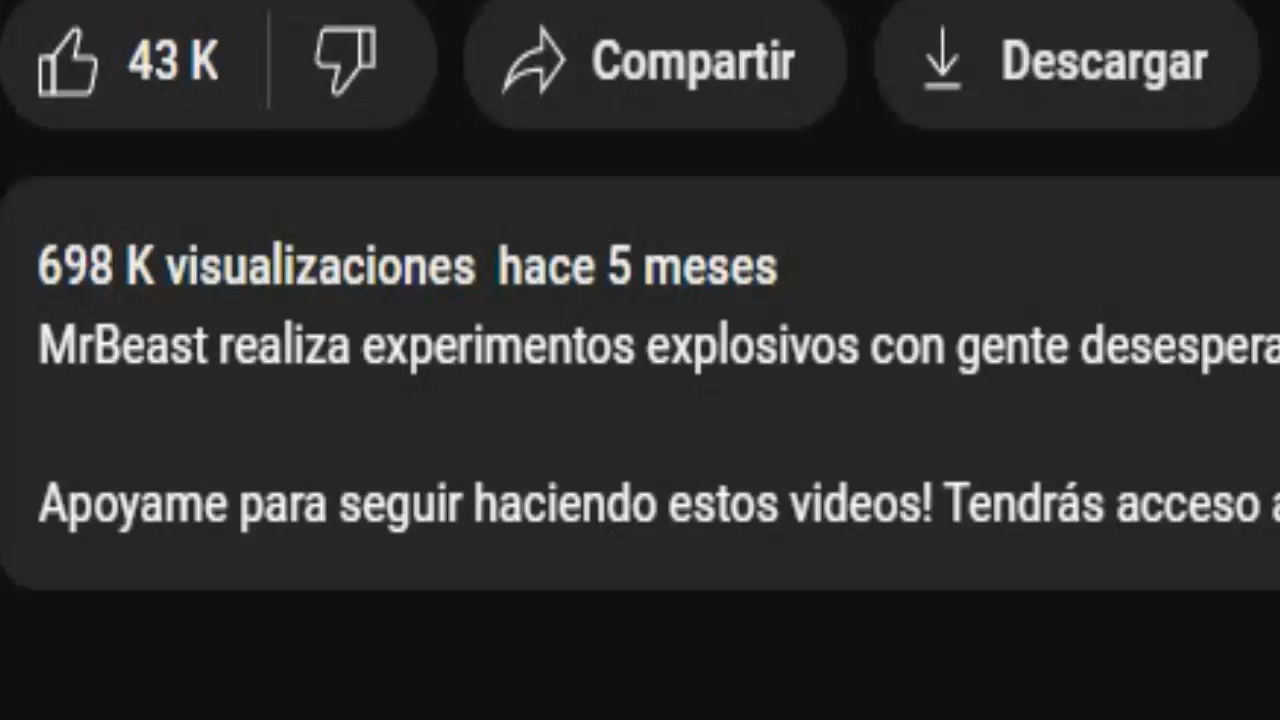 43 K Compartir Descargar
698 K visualizaciones hace 5 meses
MrBeast realiza experimentos explosivos con gente
Apoyame para seguir haciendo estos videos! Tendrás acceso